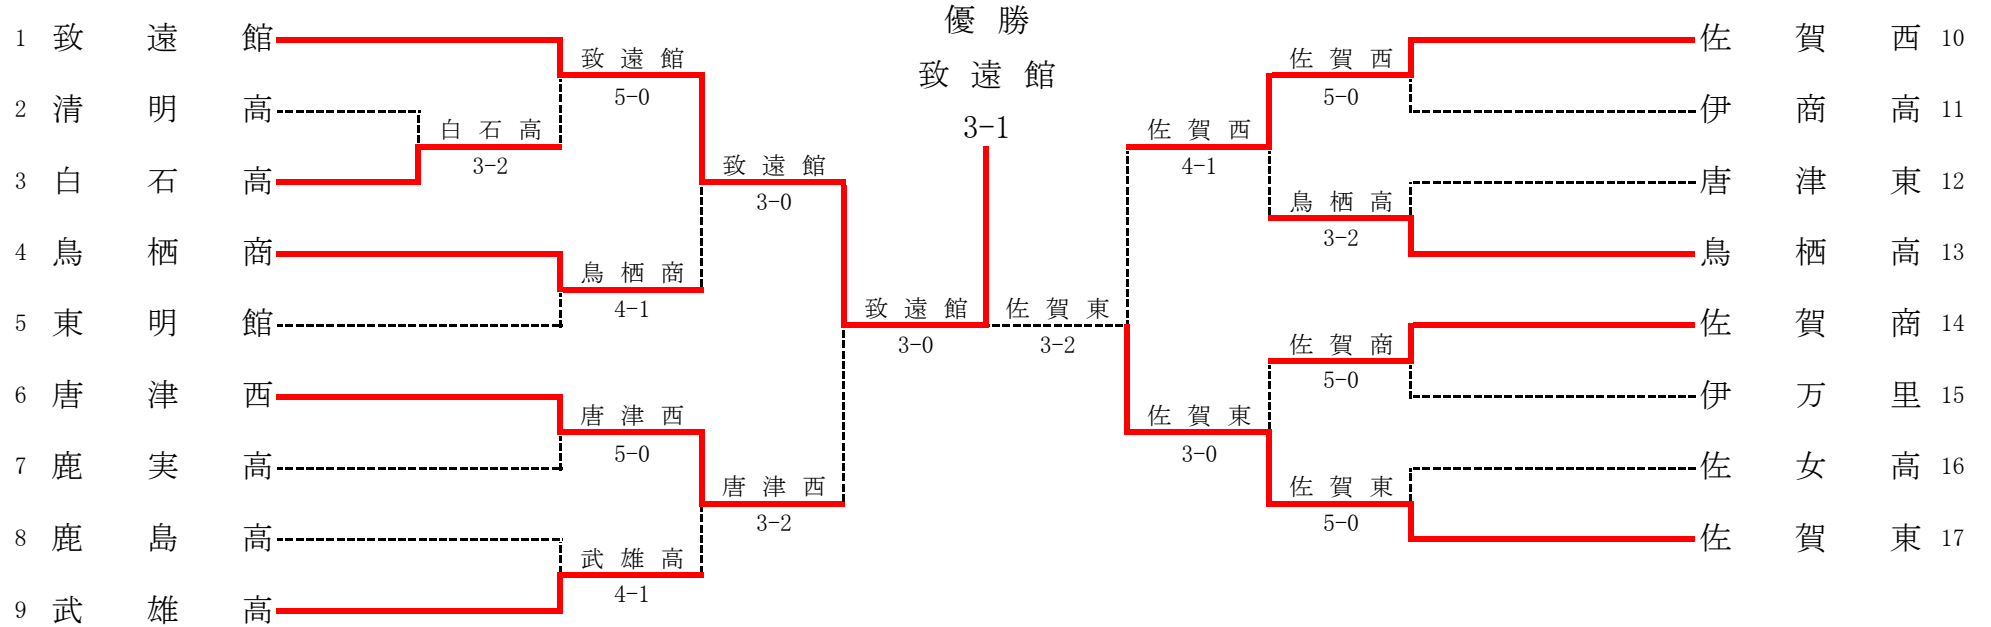 優勝
致遠館
3-1
1 致遠館
2 清明高
3 白石高
4 鳥栖商
5 東明館
6 唐津西
7 鹿実高
8 鹿島高
9 武雄高
白石高
3-2
致遠館
5-0
鳥栖商
4-1
唐津西
5-0
武雄高
4-1
致遠館
3-0
唐津西
3-2
致遠館
3-0
佐賀東
3-2
佐賀西
4-1
佐賀東
3-0
佐賀西
5-0
鳥栖高
3-2
佐賀商
5-0
佐賀東
5-0
佐賀西 10
伊商高 11
唐津東 12
鳥栖高 13
佐賀商 14
伊万里 15
佐女高 16
佐賀東 17